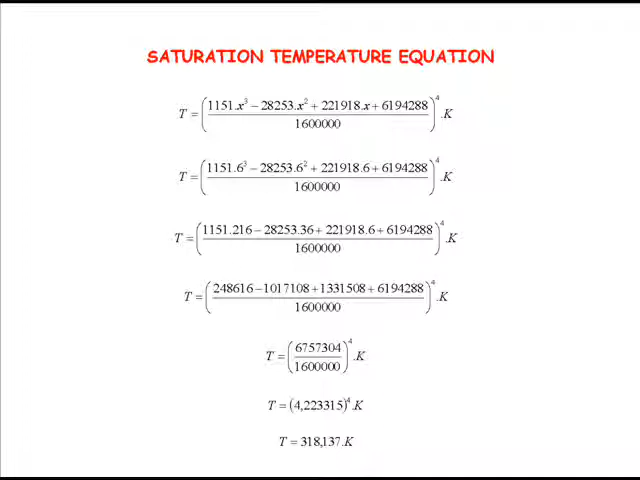 SATURATION TEMPERATURE EQUATION
T = ( (1151.x³ − 28253.x² + 221918.x + 6194288) / 1600000 )⁴ .K
T = ( (1151.6³ − 28253.6² + 221918.6 + 6194288) / 1600000 )⁴ .K
T = ( (1151.216 − 28253.36 + 221918.6 + 6194288) / 1600000 )⁴ .K
T = ( (248616 − 1017108 + 1331508 + 6194288) / 1600000 )⁴ .K
T = ( 6757304 / 1600000 )⁴ .K
T = (4,223315)⁴ .K
T = 318,137.K